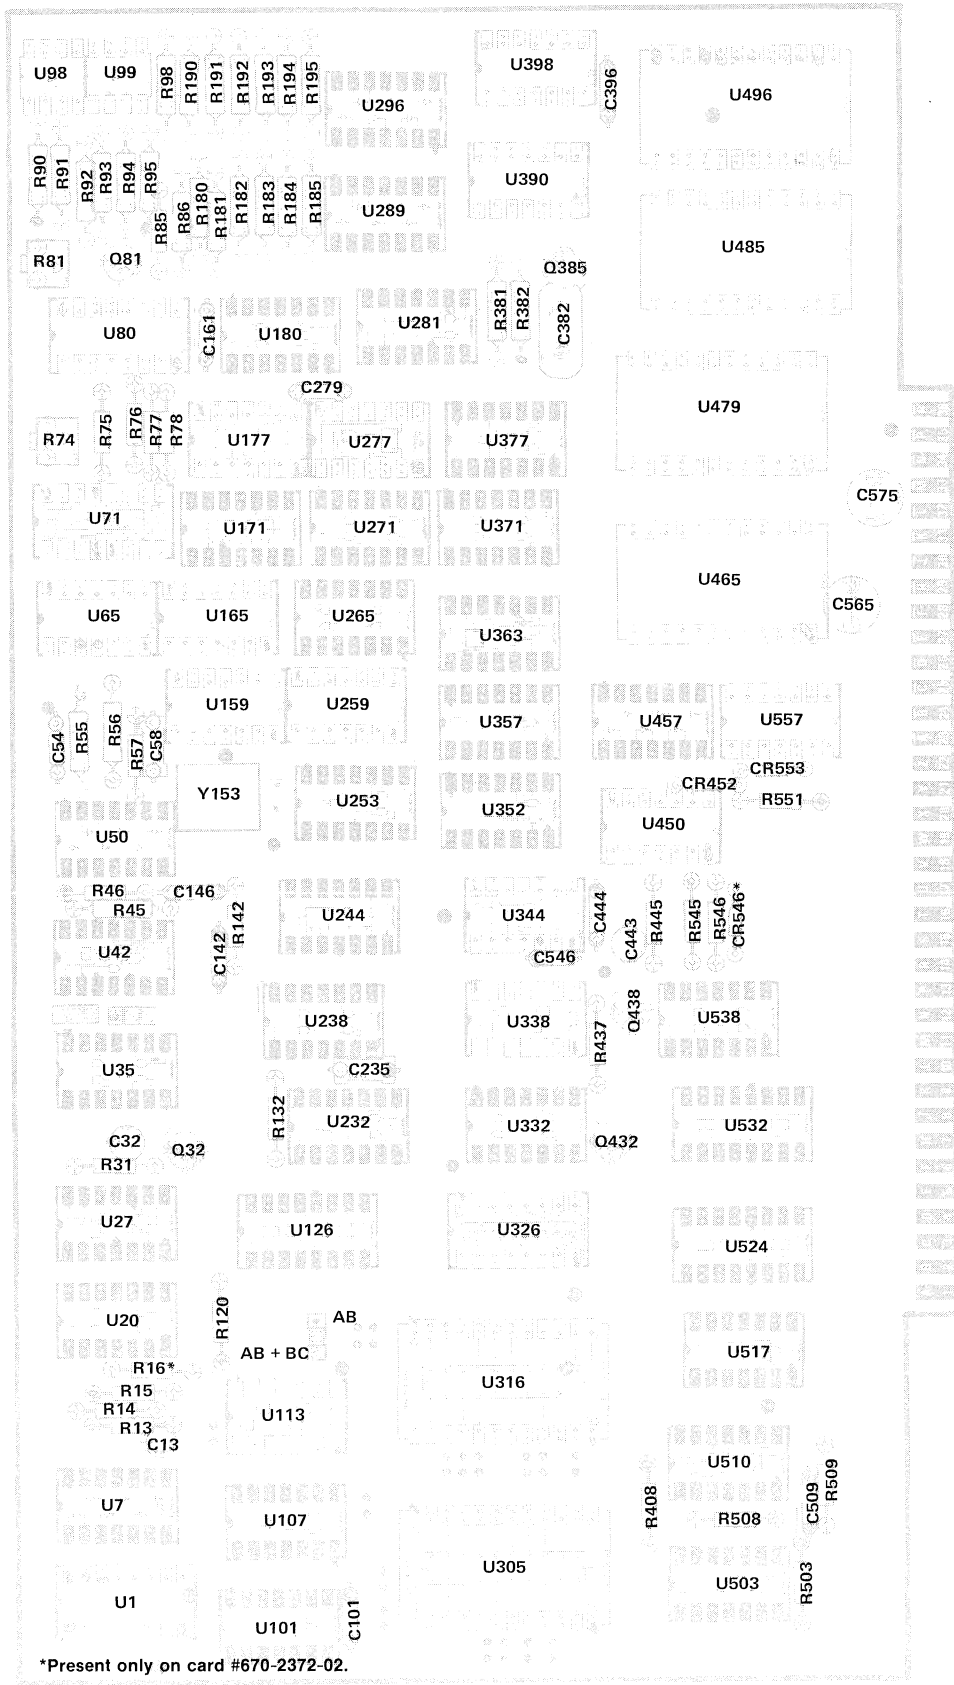 U98
U99
R98
R190
R191
R192
R193
R194
R195
U296
U398
C396
U496
R90
R91
R92
R93
R94
R95
R85
R86
R180
R181
R182
R183
R184
R185
U289
U390
U485
R81
Q81
Q385
U80
C161
U180
U281
R381
R382
C382
C279
R74
R75
R76
R77
R78
U177
U277
U377
U479
C575
U71
U171
U271
U371
U465
C565
U65
U165
U265
U363
C54
R55
R56
R57
C58
U159
U259
U357
U457
U557
Y153
U253
U352
CR452
CR553
R551
U450
U50
R46
R45
C146
R142
U244
U344
C444
C443
R445
R545
R546
CR546*
U42
C142
C546
U238
U338
R437
Q438
U538
U35
C235
R132
U232
U332
Q432
U532
C32
Q32
R31
U27
U126
U326
U524
U20
R120
AB
AB + BC
U517
R16*
R15
R14
R13
C13
U113
U316
U510
R509
C509
R408
R508
U7
U107
U305
U503
R503
U1
U101
C101
*Present only on card #670-2372-02.